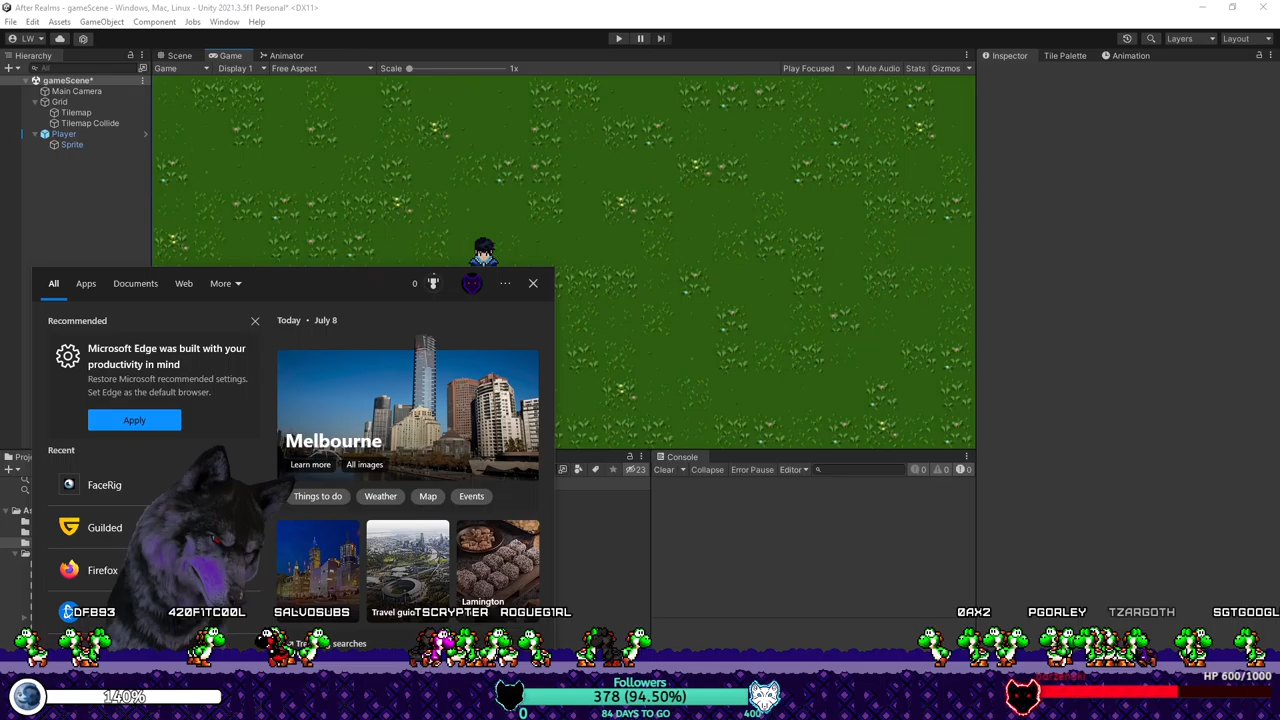 After Realms - gameScene - Windows, Mac, Linux - Unity 2021.3.5f1 Personal* <DX11>
File Edit Assets GameObject Component Jobs Window Help
LW
Layers Layout
Hierarchy
Scene Game Animator
Inspector Tile Palette Animation
All
Game Display 1 Free Aspect Scale 1x
Play Focused Mute Audio Stats Gizmos
gameScene*
Main Camera
Grid
Tilemap
Tilemap Collide
Player
Sprite
All Apps Documents Web More
0
Recommended
Today • July 8
Microsoft Edge was built with your
productivity in mind
Restore Microsoft recommended settings.
Set Edge as the default browser.
Apply
Melbourne
Learn more All images
Recent
FaceRig
Guilded
Firefox
Things to do Weather Map Events
Lamington
Console
Clear Collapse Error Pause Editor
23
0 0 0
420FITC00L SALVOSUBS TSCRYPTER ROGUEG1RL 0AX2 PGORLEY TZARGOTH SGTGOOGL
searches
140%
Followers
378 (94.50%)
0 84 DAYS TO GO 400
HP 600/1000